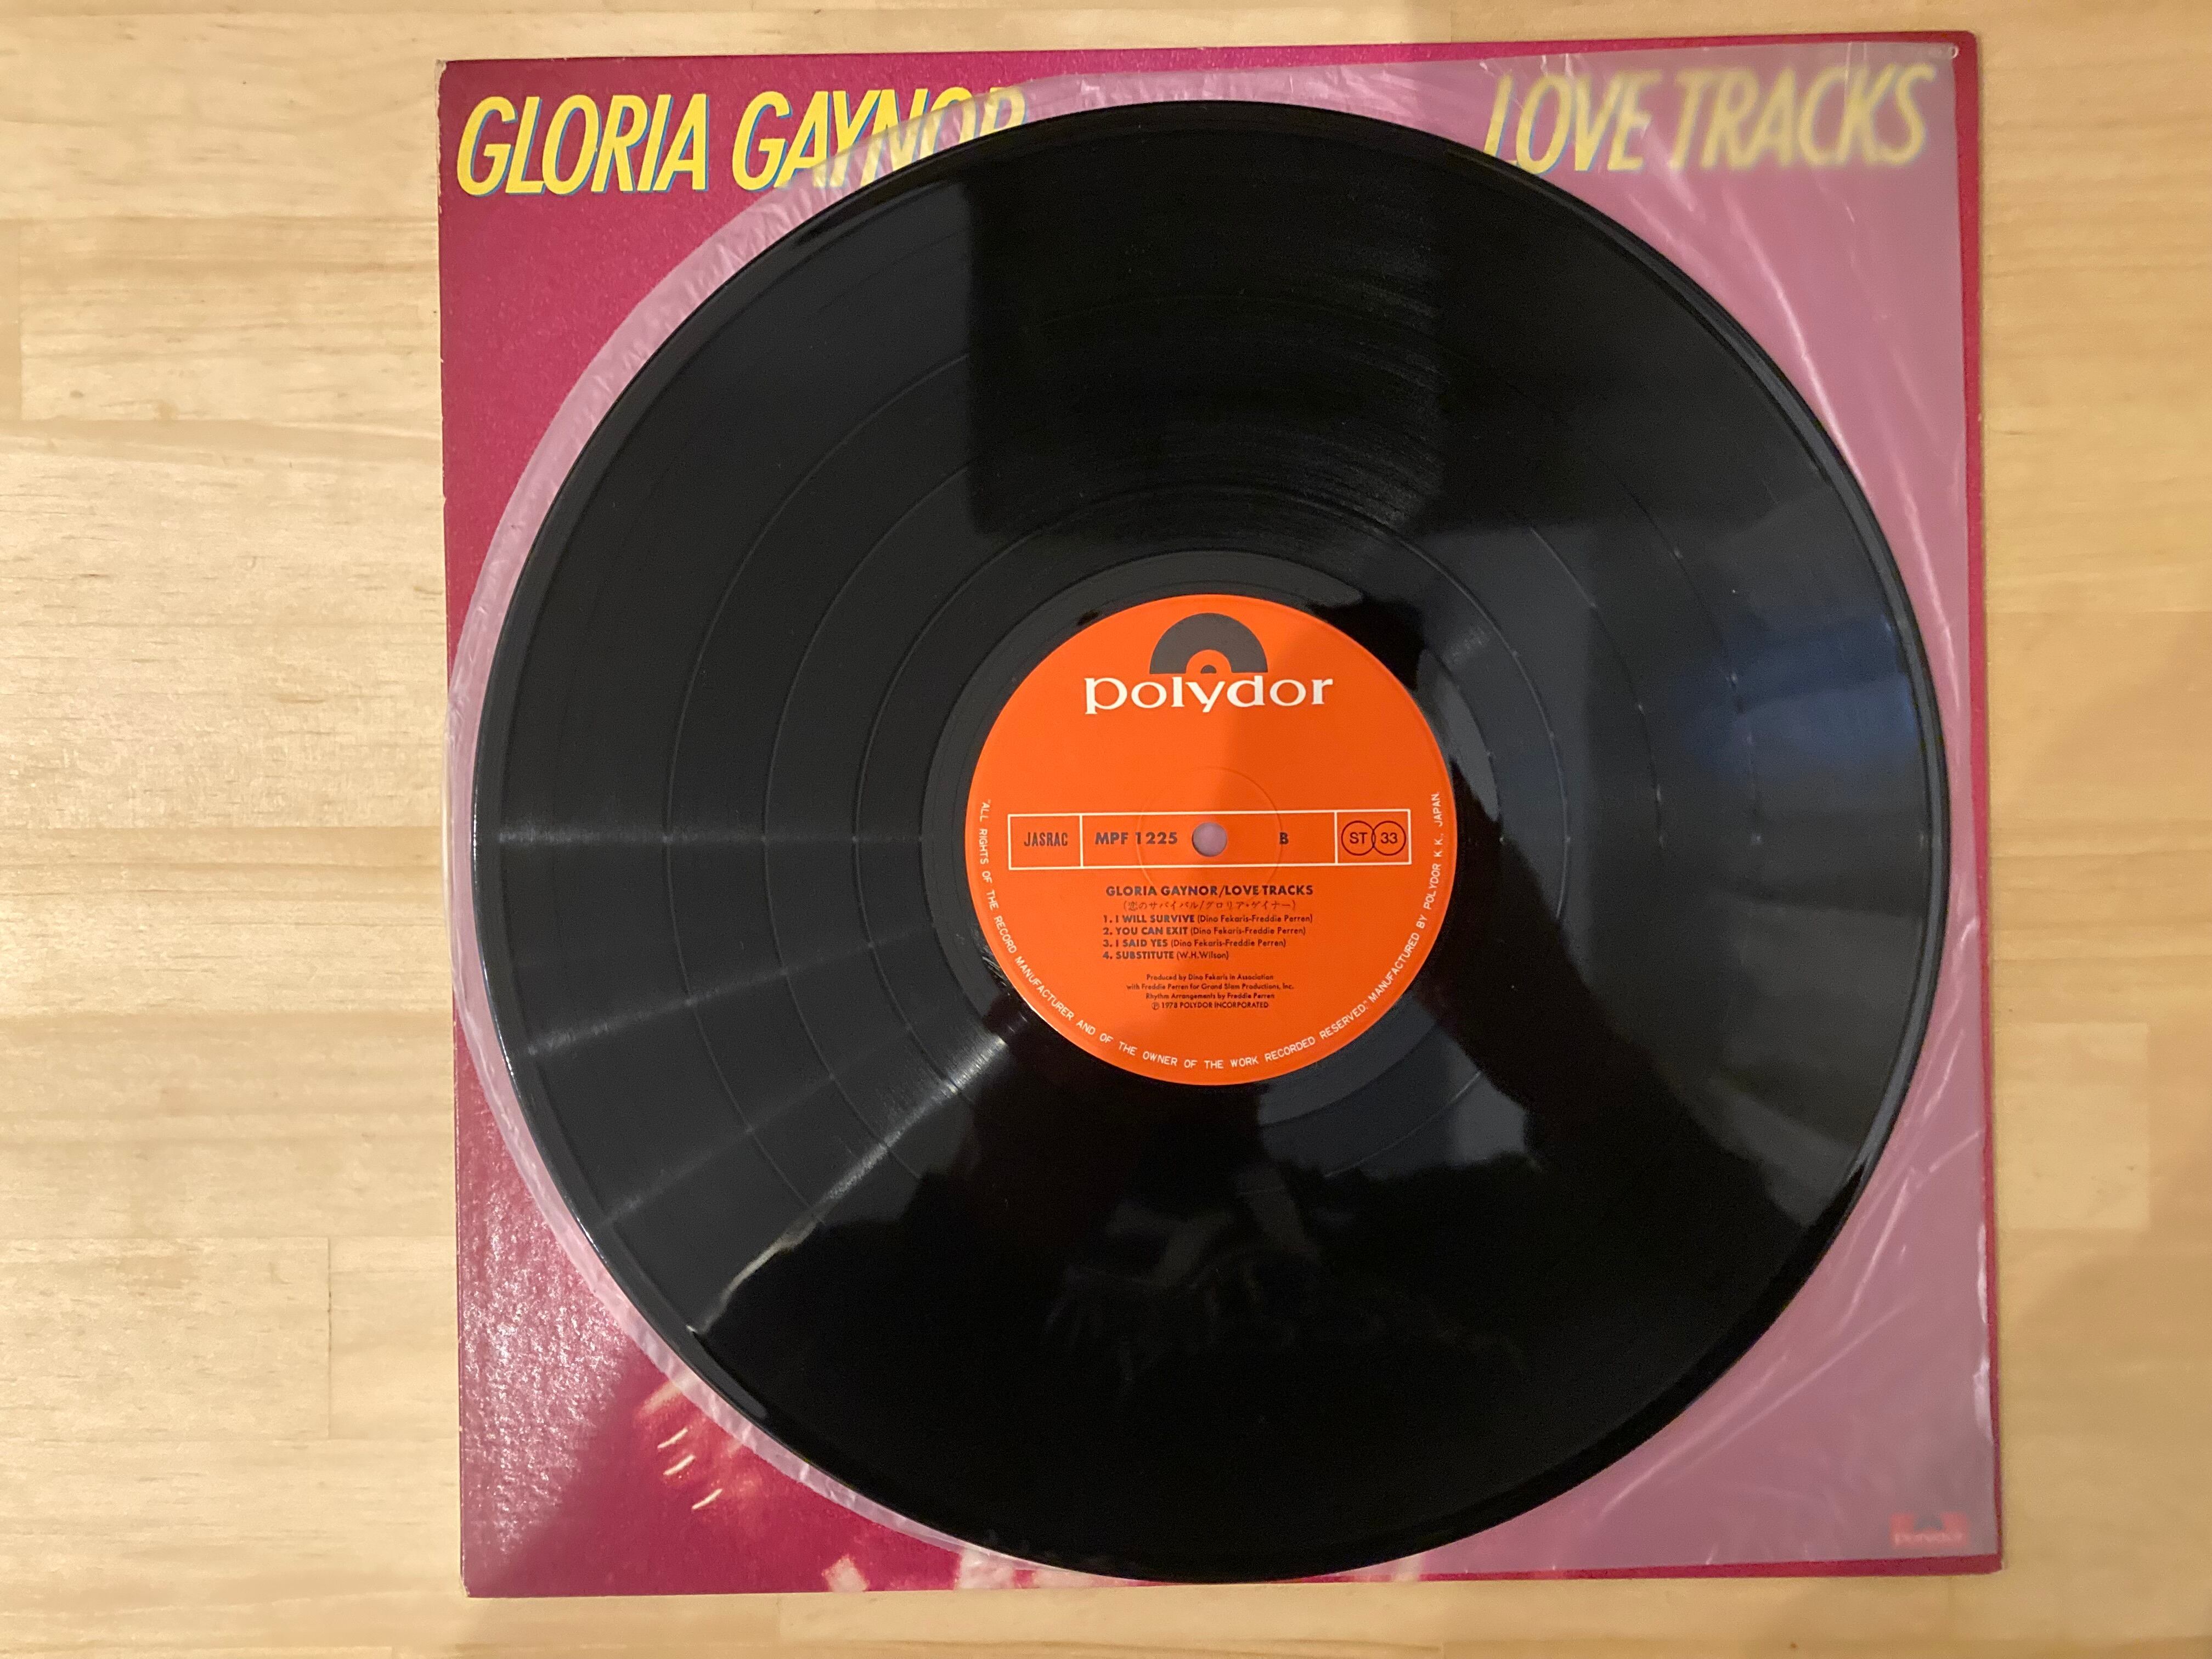 GLORIA GAYNOR
LOVE TRACKS
polydor
JASRAC MPF 1225 B ST 33
GLORIA GAYNOR/LOVE TRACKS
(恋のサバイバル/グロリア・ゲイナー)
1. I WILL SURVIVE (Dino Fekaris-Freddie Perren)
2. YOU CAN EXIT (Dino Fekaris-Freddie Perren)
3. I SAID YES (Dino Fekaris-Freddie Perren)
4. SUBSTITUTE (W.H.Wilson)
Produced by Dino Fekaris in Association
with Freddie Perren for Grand Slam Productions, Inc.
Rhythm Arrangements by Freddie Perren
Ⓟ 1978 POLYDOR INCORPORATED
"ALL RIGHTS OF THE RECORD MANUFACTURER AND OF THE OWNER OF THE WORK RECORDED RESERVED." MANUFACTURED BY POLYDOR K.K., JAPAN.
polydor